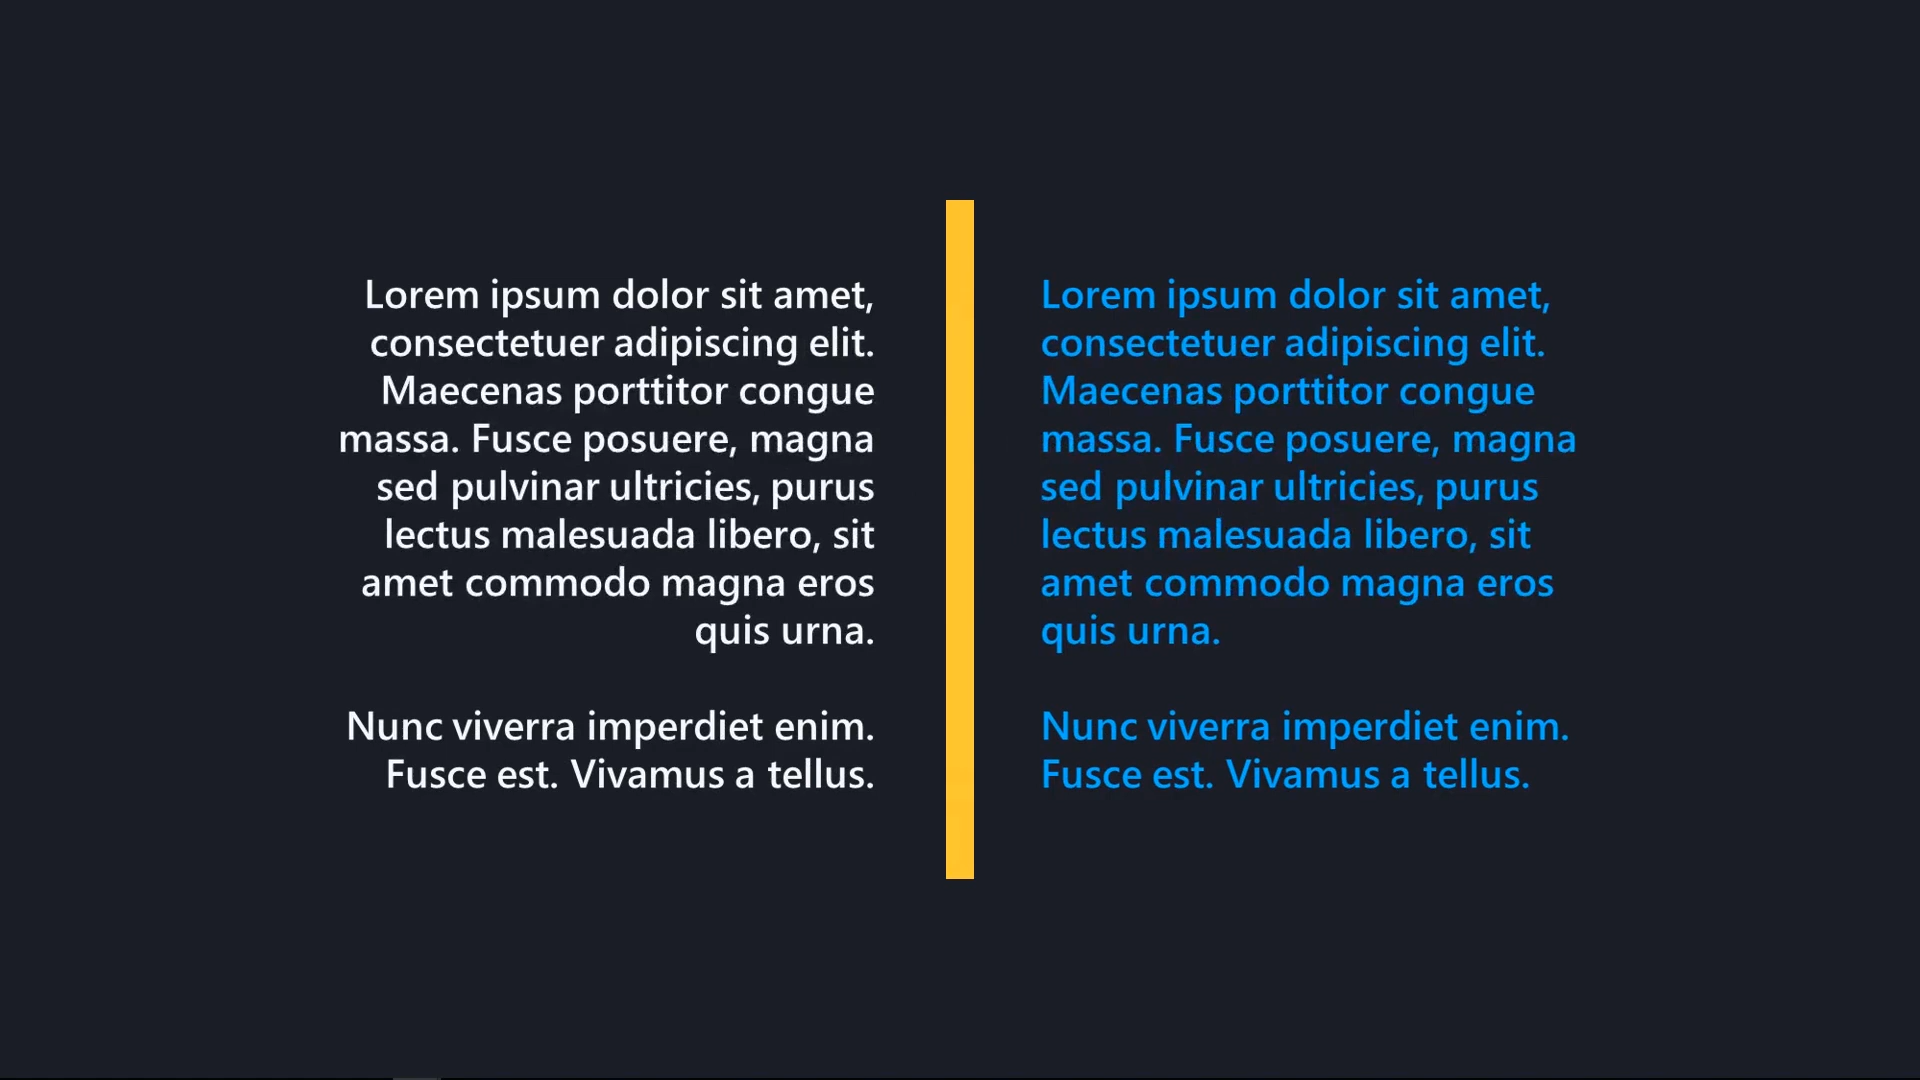 Lorem ipsum dolor sit amet,
consectetuer adipiscing elit.
Maecenas porttitor congue
massa. Fusce posuere, magna
sed pulvinar ultricies, purus
lectus malesuada libero, sit
amet commodo magna eros
quis urna.
Nunc viverra imperdiet enim.
Fusce est. Vivamus a tellus.
Lorem ipsum dolor sit amet,
consectetuer adipiscing elit.
Maecenas porttitor congue
massa. Fusce posuere, magna
sed pulvinar ultricies, purus
lectus malesuada libero, sit
amet commodo magna eros
quis urna.
Nunc viverra imperdiet enim.
Fusce est. Vivamus a tellus.